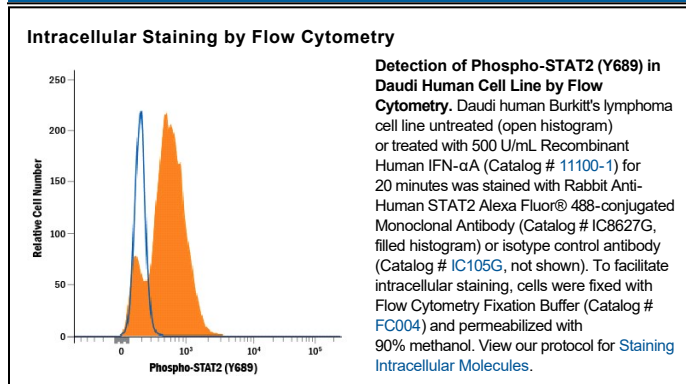 Intracellular Staining by Flow Cytometry
250
200
150
100
50
0
Relative Cell Number
0
10³
10⁴
10⁵
Phospho-STAT2 (Y689)
Detection of Phospho-STAT2 (Y689) in
Daudi Human Cell Line by Flow
Cytometry. Daudi human Burkitt's lymphoma
cell line untreated (open histogram)
or treated with 500 U/mL Recombinant
Human IFN-αA (Catalog # 11100-1) for
20 minutes was stained with Rabbit Anti-
Human STAT2 Alexa Fluor® 488-conjugated
Monoclonal Antibody (Catalog # IC8627G,
filled histogram) or isotype control antibody
(Catalog # IC105G, not shown). To facilitate
intracellular staining, cells were fixed with
Flow Cytometry Fixation Buffer (Catalog #
FC004) and permeabilized with
90% methanol. View our protocol for Staining
Intracellular Molecules.